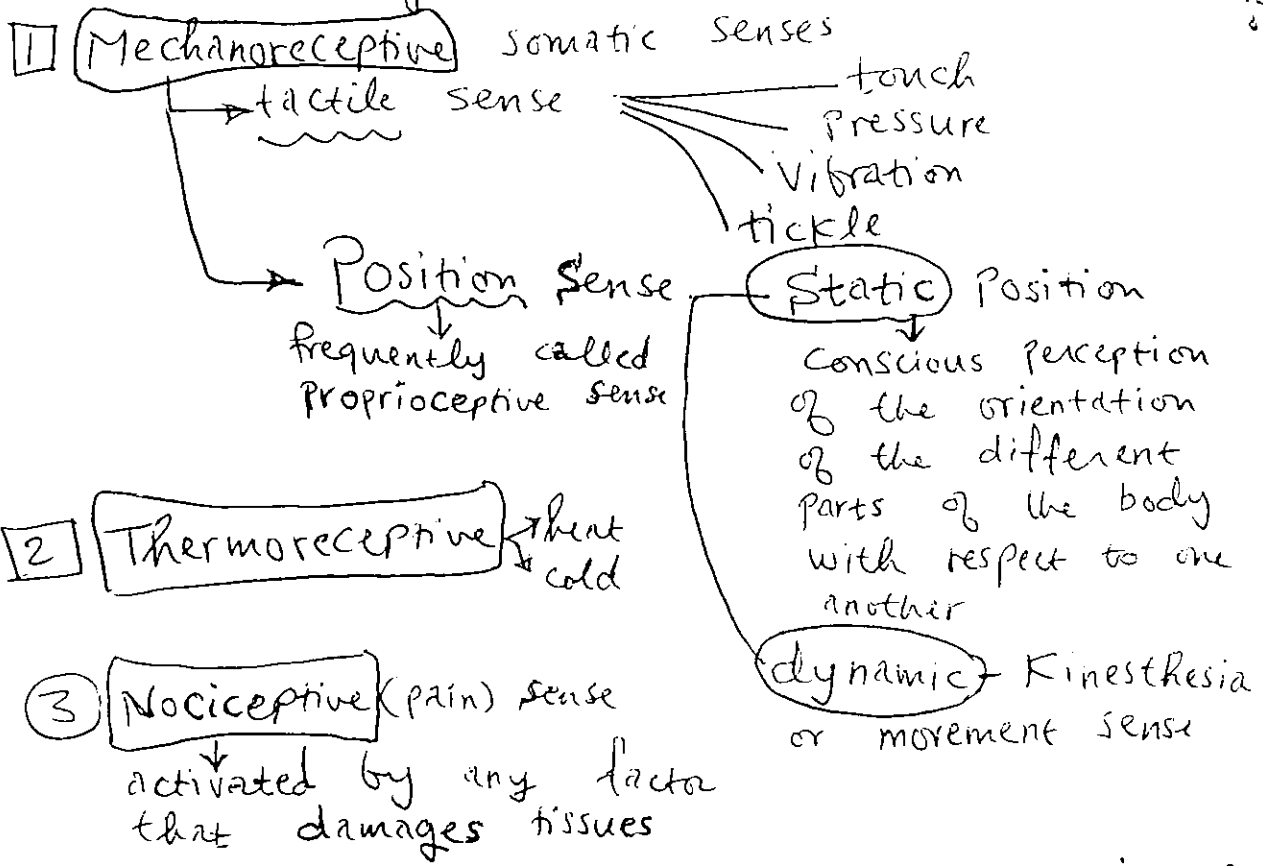 1 Mechanoreceptive somatic senses
tactile sense
touch
pressure
vibration
tickle
Position Sense
frequently called
proprioceptive sense
Static Position
conscious perception
of the orientation
of the different
parts of the body
with respect to one
another
dynamic - Kinesthesia
or movement sense
2 Thermoreceptive
heat
cold
3 Nociceptive (pain) sense
activated by any factor
that damages tissues